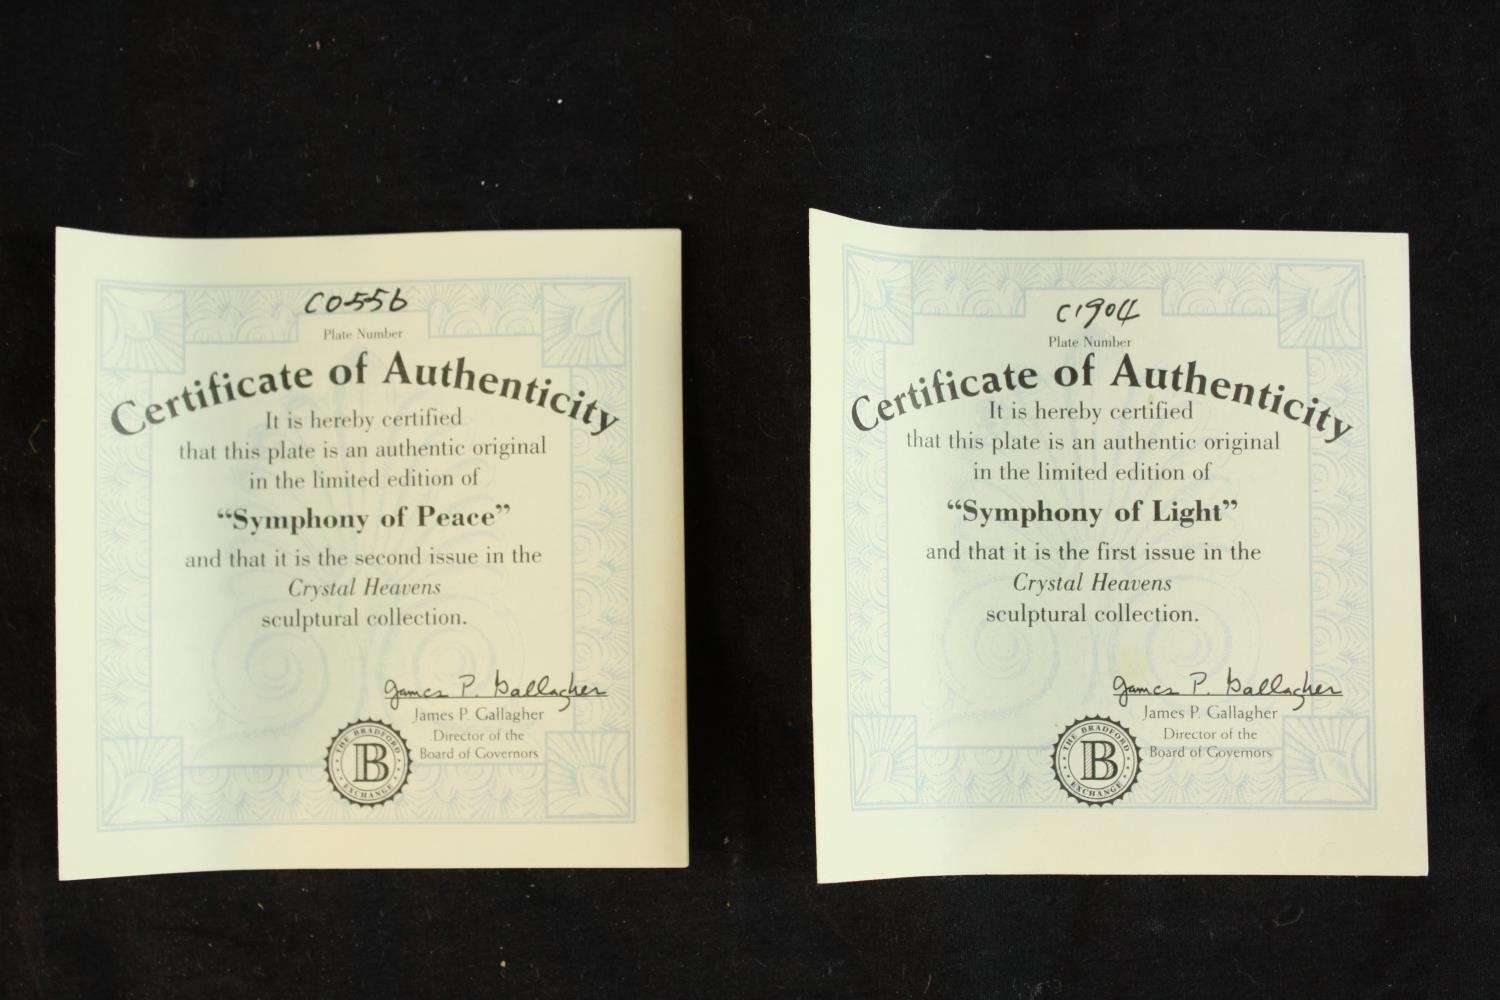 C0556
Plate Number
Certificate of Authenticity
It is hereby certified
that this plate is an authentic original
in the limited edition of
“Symphony of Peace”
and that it is the second issue in the
Crystal Heavens
sculptural collection.
James P. Gallagher
James P. Gallagher
Director of the
Board of Governors
THE BRADFORD
B
EXCHANGE
C1904
Plate Number
Certificate of Authenticity
It is hereby certified
that this plate is an authentic original
in the limited edition of
“Symphony of Light”
and that it is the first issue in the
Crystal Heavens
sculptural collection.
James P. Gallagher
James P. Gallagher
Director of the
Board of Governors
THE BRADFORD
B
EXCHANGE